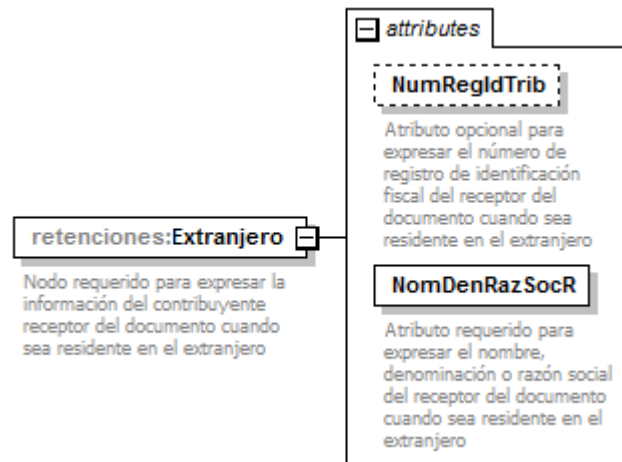 attributes
NumRegIdTrib
Atributo opcional para
expresar el número de
registro de identificación
fiscal del receptor del
documento cuando sea
residente en el extranjero
retenciones:Extranjero
Nodo requerido para expresar la
información del contribuyente
receptor del documento cuando
sea residente en el extranjero
NomDenRazSocR
Atributo requerido para
expresar el nombre,
denominación o razón social
del receptor del documento
cuando sea residente en el
extranjero